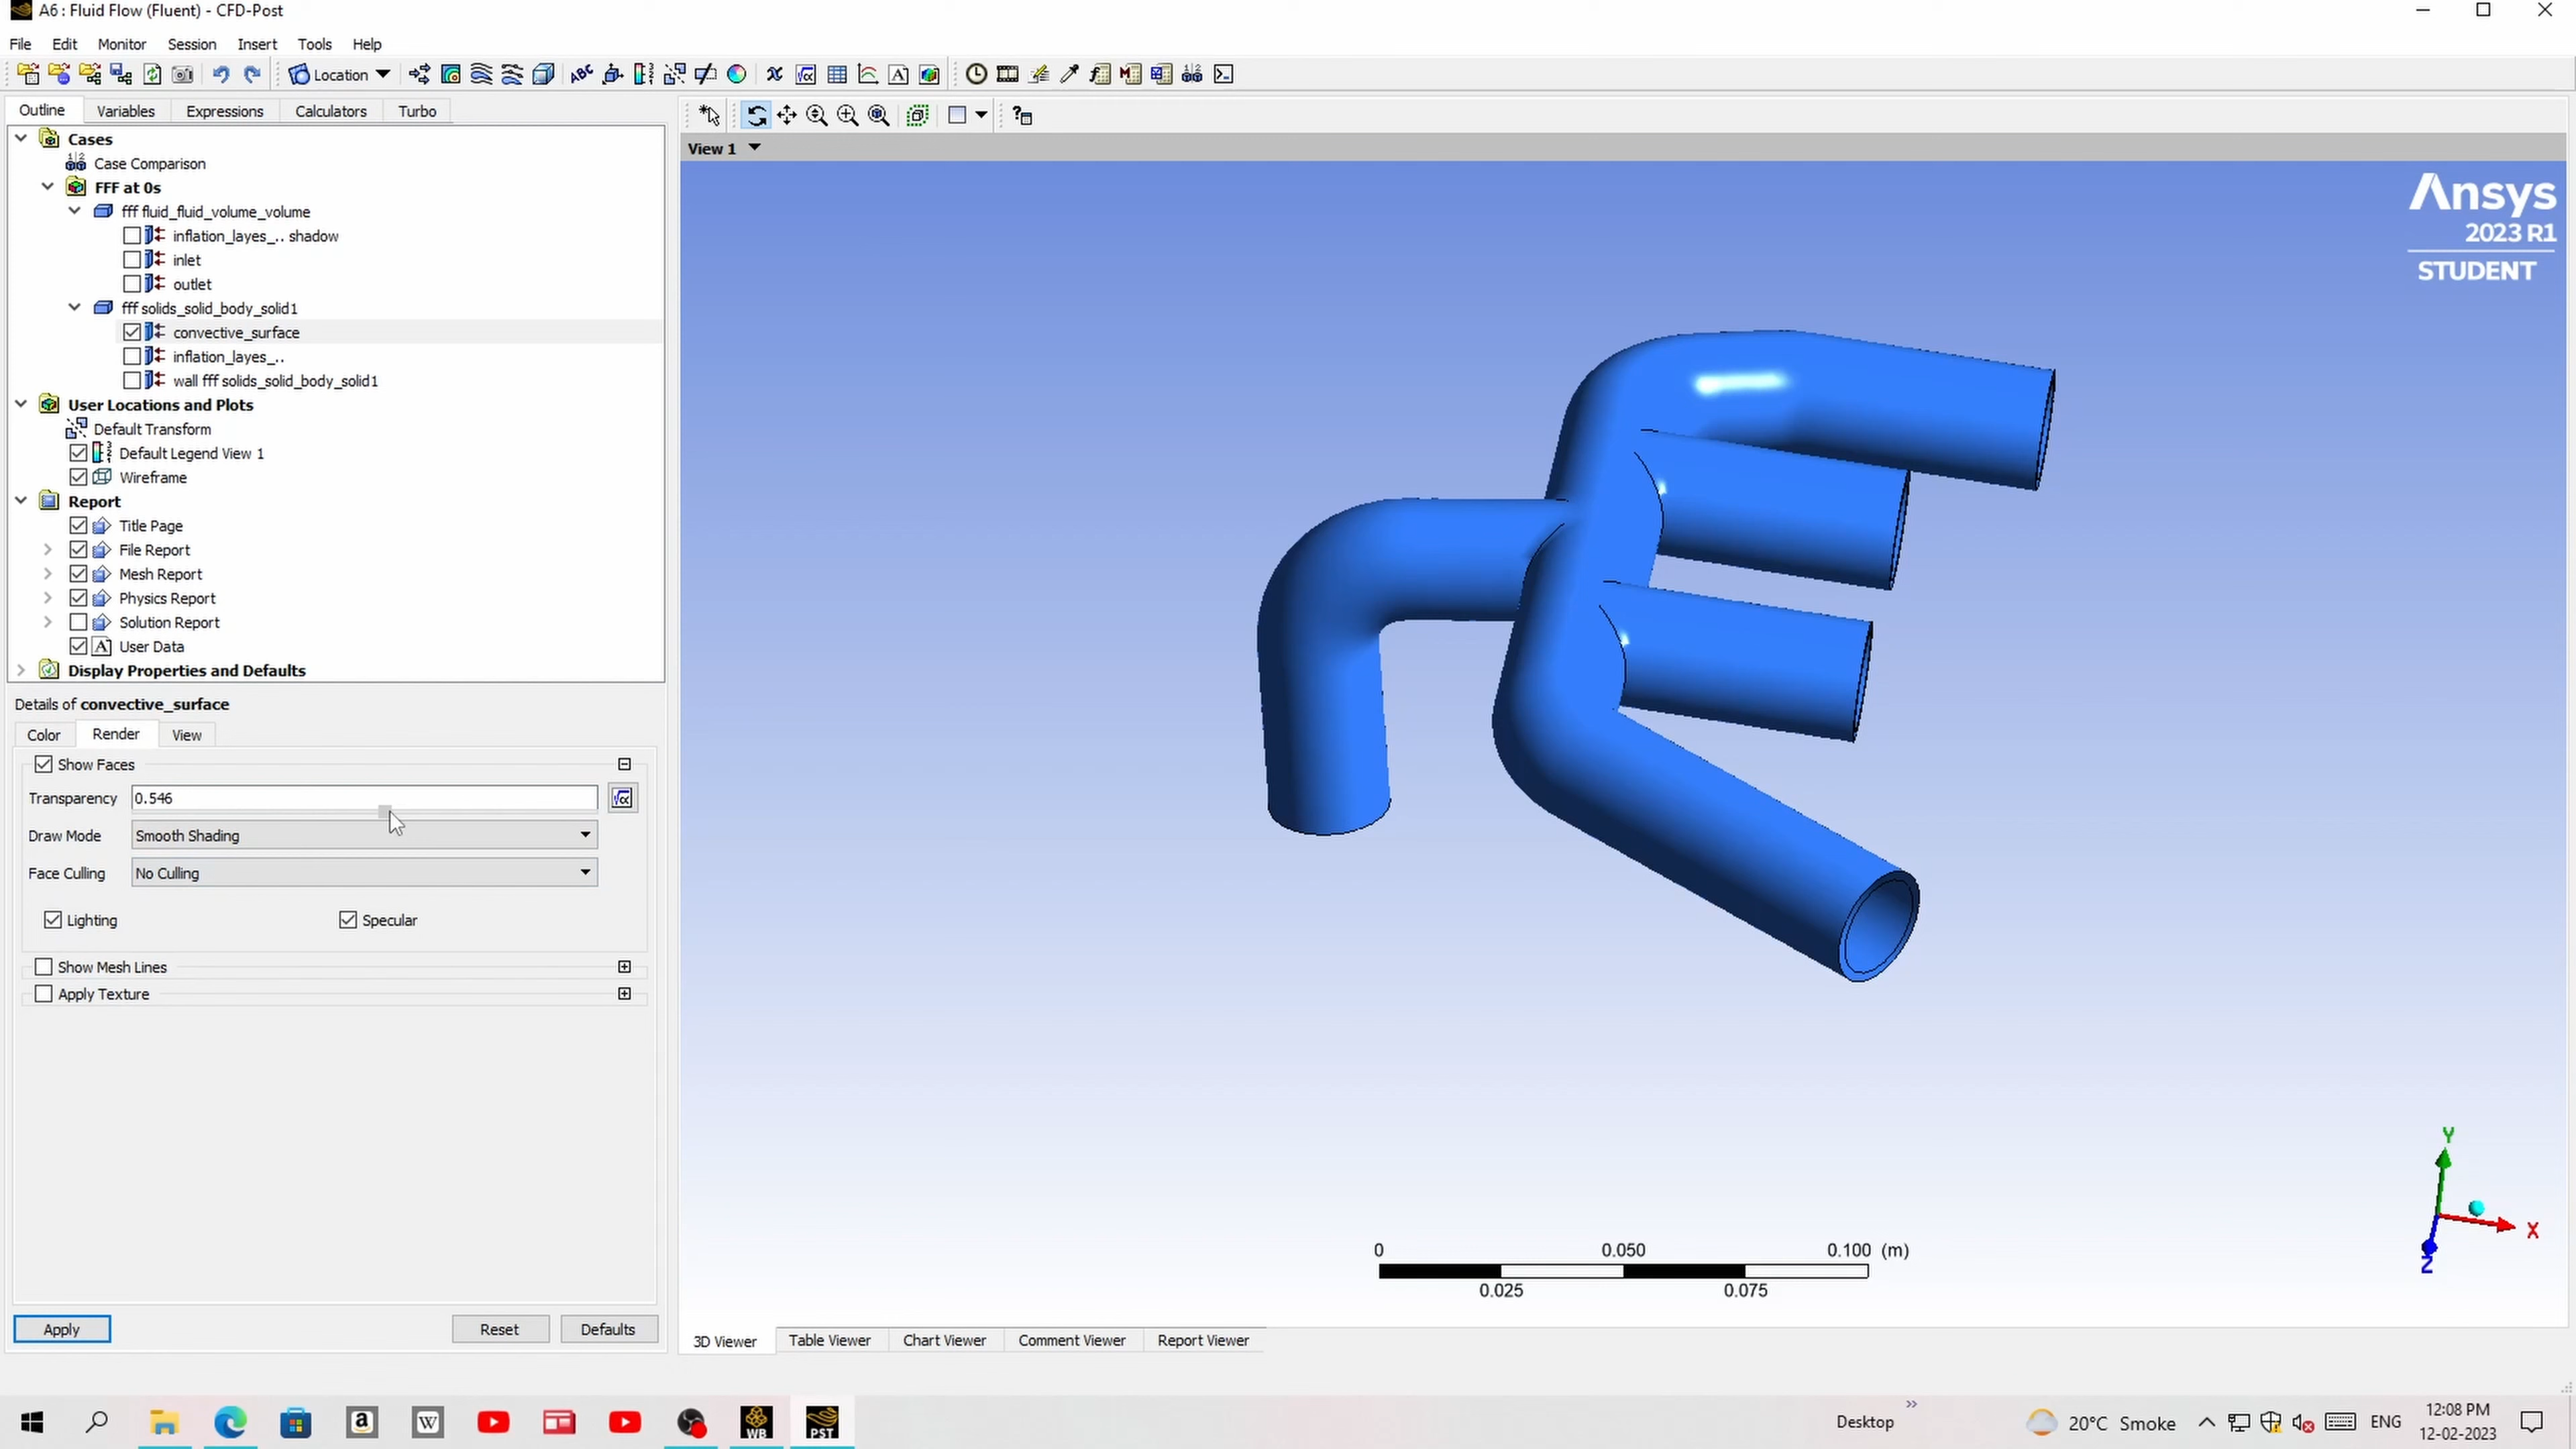 A6 : Fluid Flow (Fluent) - CFD-Post
File Edit Monitor Session Insert Tools Help
Location
Outline Variables Expressions Calculators Turbo
Cases
Case Comparison
FFF at 0s
fff fluid_fluid_volume_volume
inflation_layes_.. shadow
inlet
outlet
fff solids_solid_body_solid1
convective_surface
inflation_layes_..
wall fff solids_solid_body_solid1
User Locations and Plots
Default Transform
Default Legend View 1
Wireframe
Report
Title Page
File Report
Mesh Report
Physics Report
Solution Report
User Data
Display Properties and Defaults
Details of convective_surface
Color Render View
Show Faces
Transparency 0.546
Draw Mode Smooth Shading
Face Culling No Culling
Lighting Specular
Show Mesh Lines
Apply Texture
Apply Reset Defaults
View 1
Ansys
2023 R1
STUDENT
Y
X
Z
0 0.050 0.100 (m)
0.025 0.075
3D Viewer Table Viewer Chart Viewer Comment Viewer Report Viewer
a W WB PST
Desktop
20°C Smoke
ENG
12:08 PM
12-02-2023